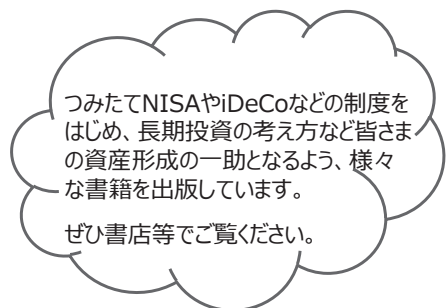 つみたてNISAやiDeCoなどの制度を
はじめ、長期投資の考え方など皆さま
の資産形成の一助となるよう、様々
な書籍を出版しています。
ぜひ書店等でご覧ください。